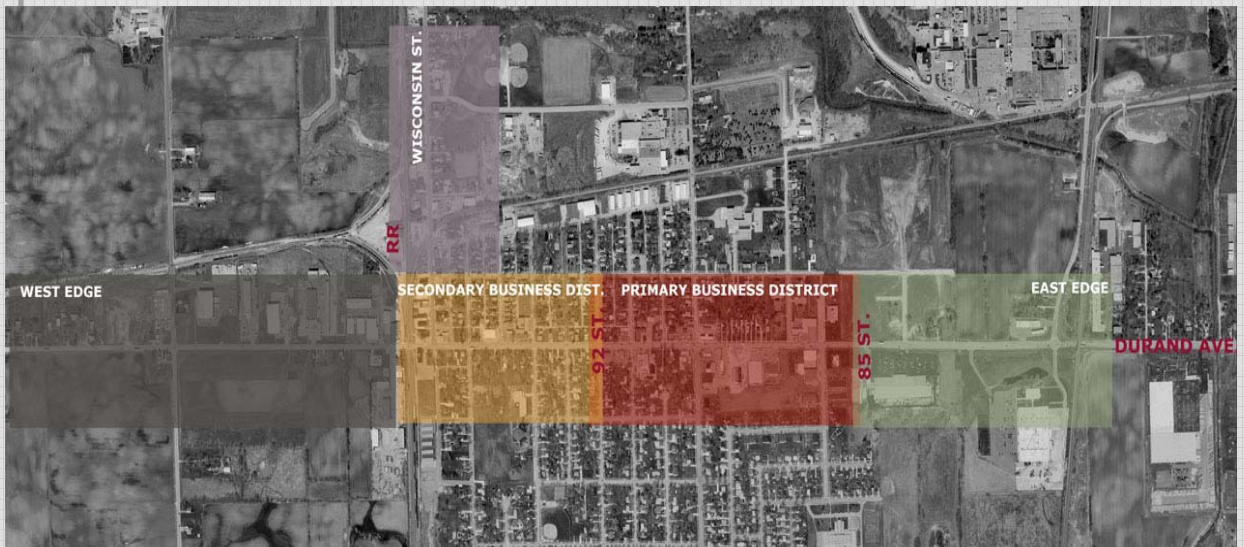 WISCONSIN ST.
RR
WEST EDGE
SECONDARY BUSINESS DIST.
PRIMARY BUSINESS DISTRICT
EAST EDGE
92 ST.
85 ST.
DURAND AVE